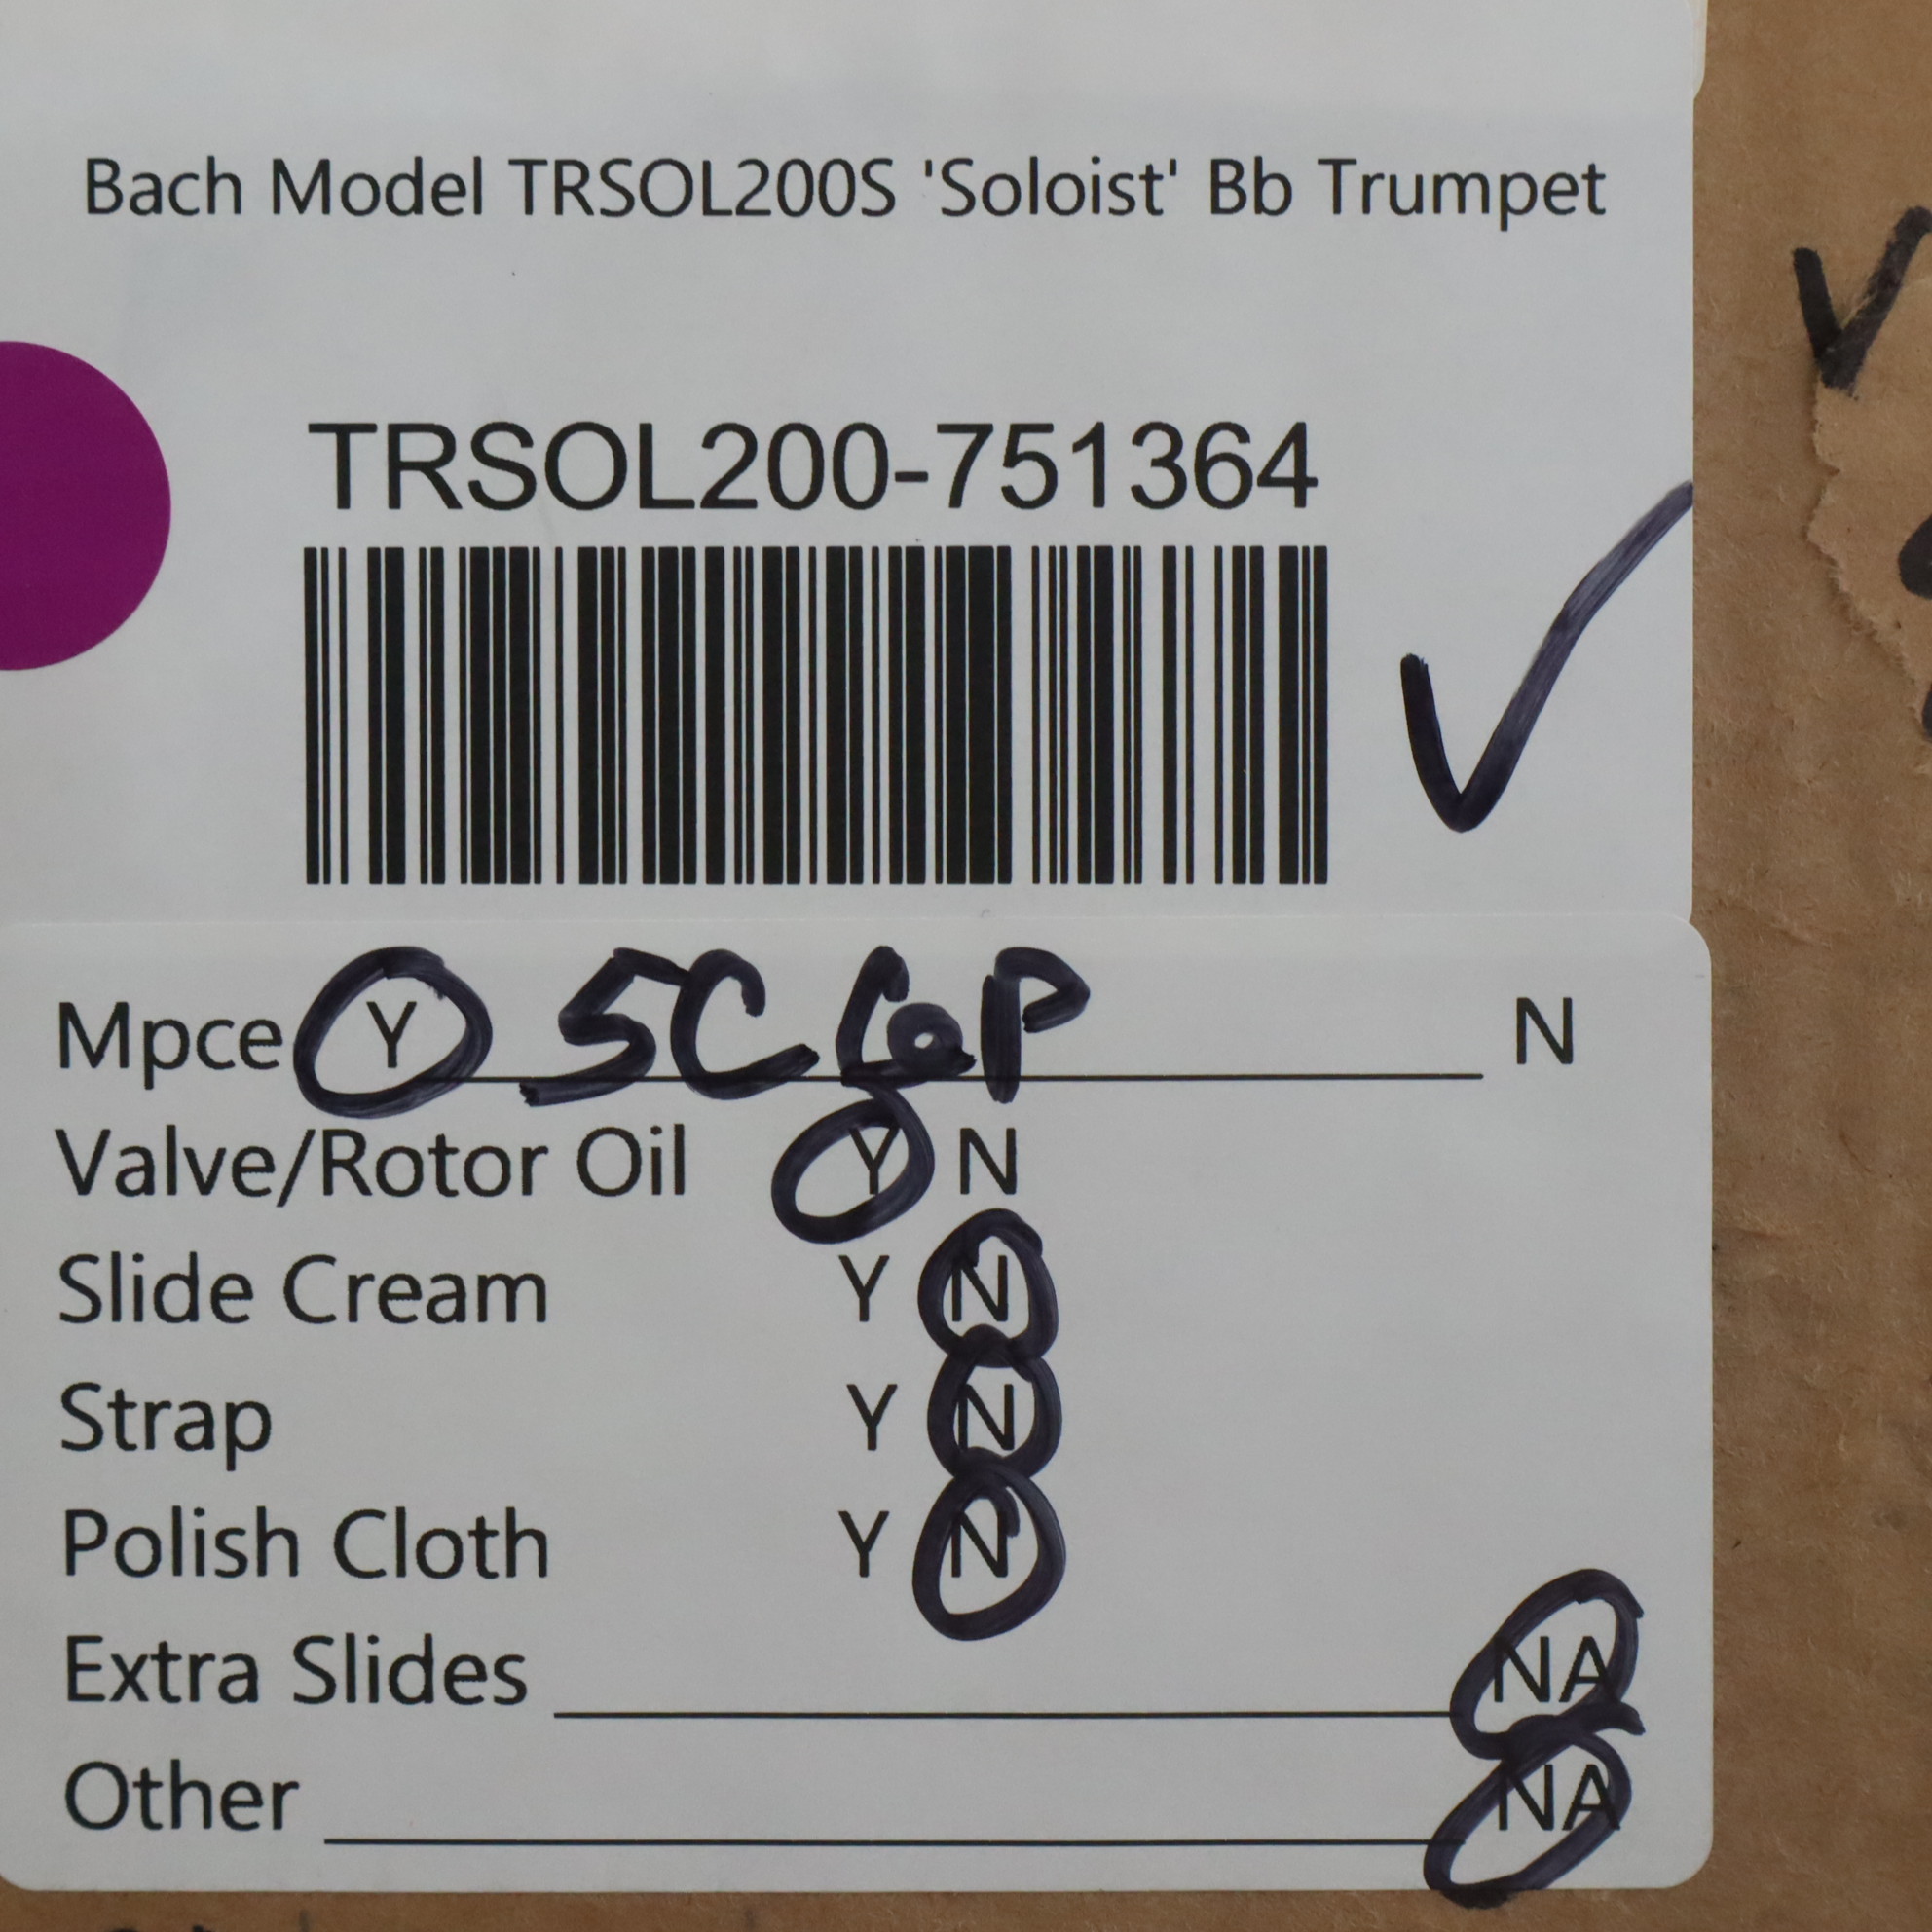 Bach Model TRSOL200S 'Soloist' Bb Trumpet
TRSOL200-751364
Mpce Y 5C GP N
Valve/Rotor Oil Y N
Slide Cream Y N
Strap Y N
Polish Cloth Y N
Extra Slides NA
Other NA